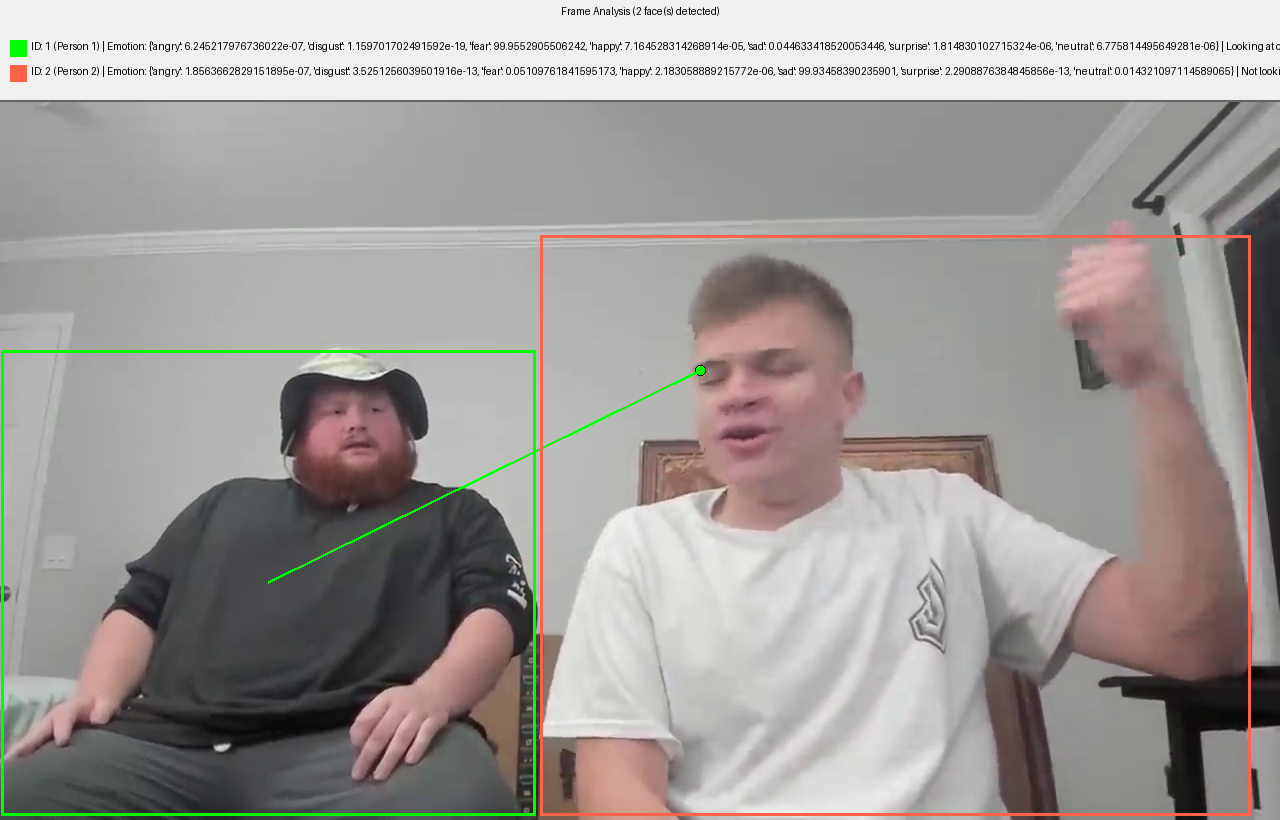 Frame Analysis (2 face(s) detected)
ID: 1 (Person 1) | Emotion: {'angry': 6.245217976736022e-07, 'disgust': 1.159701702491592e-19, 'fear': 99.9552905506242, 'happy': 7.164528314268914e-05, 'sad': 0.044633418520053446, 'surprise': 1.814830102715324e-06, 'neutral': 6.775814495649281e-06} | Looking at
ID: 2 (Person 2) | Emotion: {'angry': 1.8563662829151895e-07, 'disgust': 3.5251256039501916e-13, 'fear': 0.05109761841595173, 'happy': 2.183058889215772e-06, 'sad': 99.93458390235901, 'surprise': 2.2908876384845856e-13, 'neutral': 0.014321097114589065} | Not